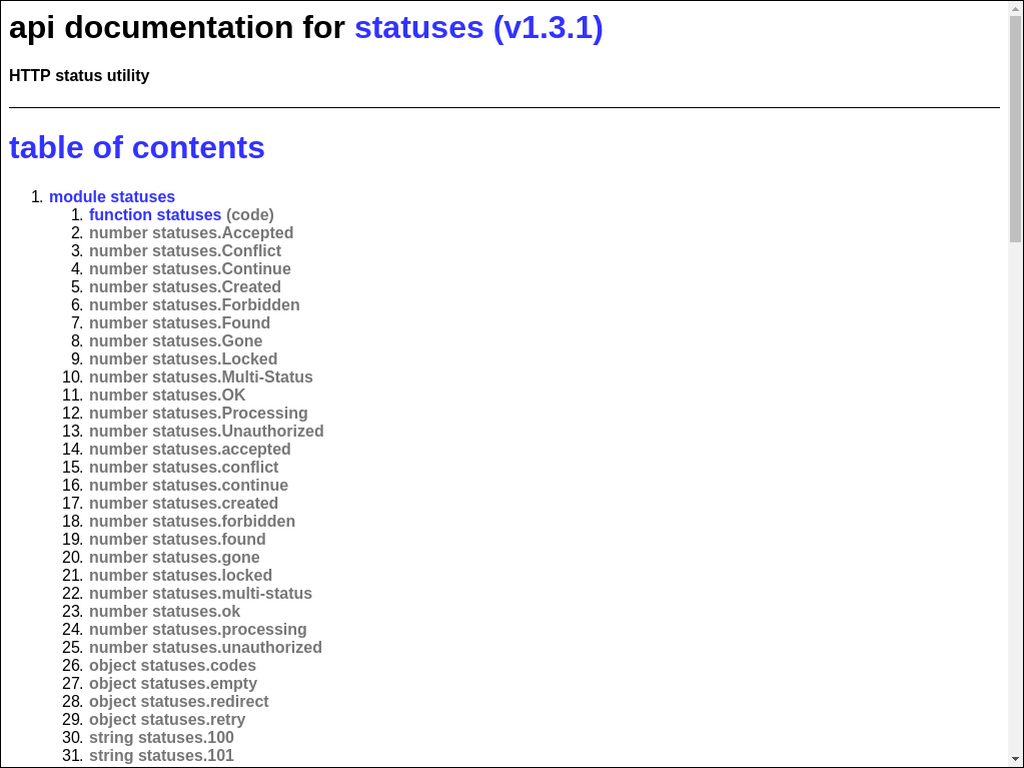 api documentation for statuses (v1.3.1)
HTTP status utility
table of contents
1. module statuses
1. function statuses (code)
2. number statuses.Accepted
3. number statuses.Conflict
4. number statuses.Continue
5. number statuses.Created
6. number statuses.Forbidden
7. number statuses.Found
8. number statuses.Gone
9. number statuses.Locked
10. number statuses.Multi-Status
11. number statuses.OK
12. number statuses.Processing
13. number statuses.Unauthorized
14. number statuses.accepted
15. number statuses.conflict
16. number statuses.continue
17. number statuses.created
18. number statuses.forbidden
19. number statuses.found
20. number statuses.gone
21. number statuses.locked
22. number statuses.multi-status
23. number statuses.ok
24. number statuses.processing
25. number statuses.unauthorized
26. object statuses.codes
27. object statuses.empty
28. object statuses.redirect
29. object statuses.retry
30. string statuses.100
31. string statuses.101